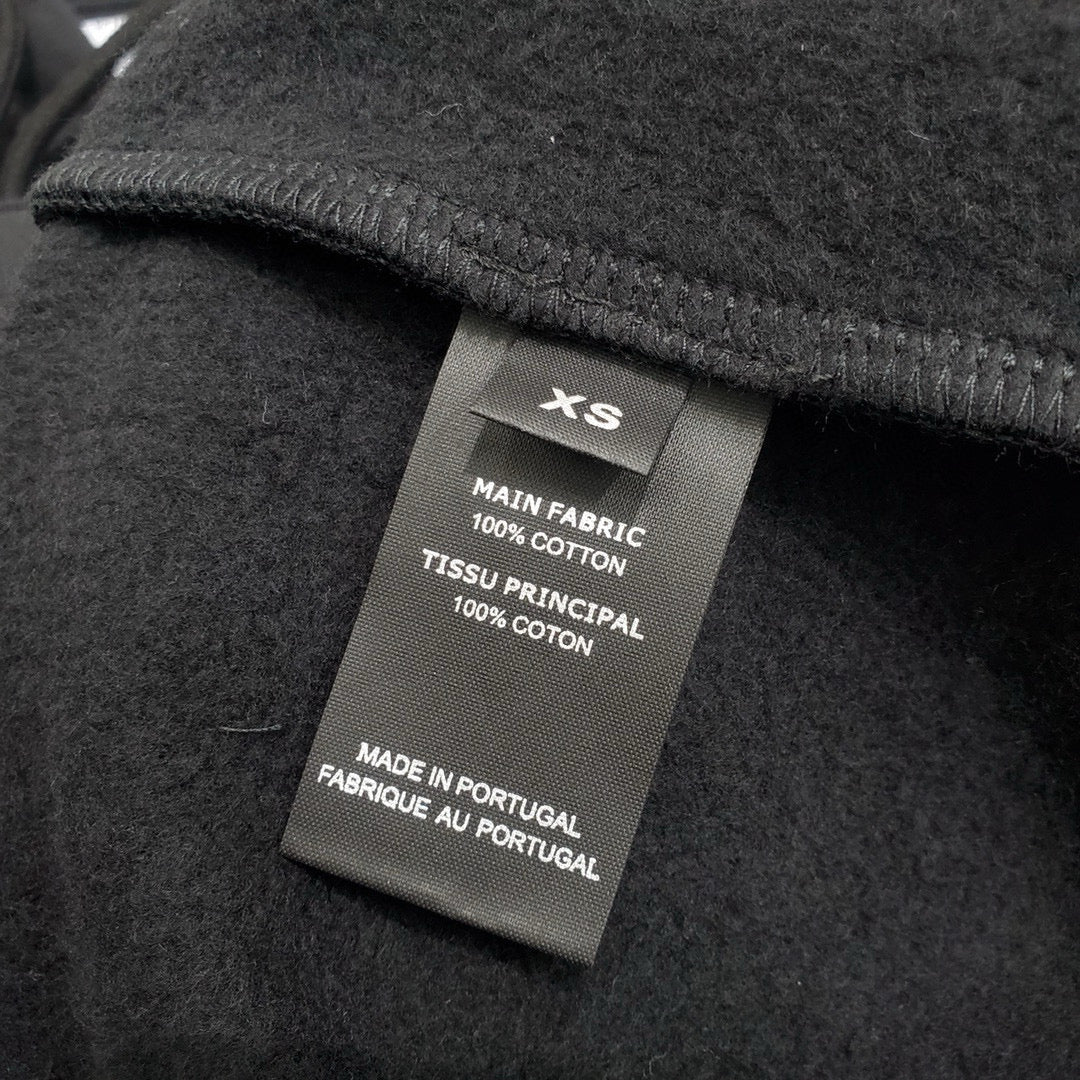 XS
MAIN FABRIC
100% COTTON
TISSU PRINCIPAL
100% COTON
MADE IN PORTUGAL
FABRIQUE AU PORTUGAL